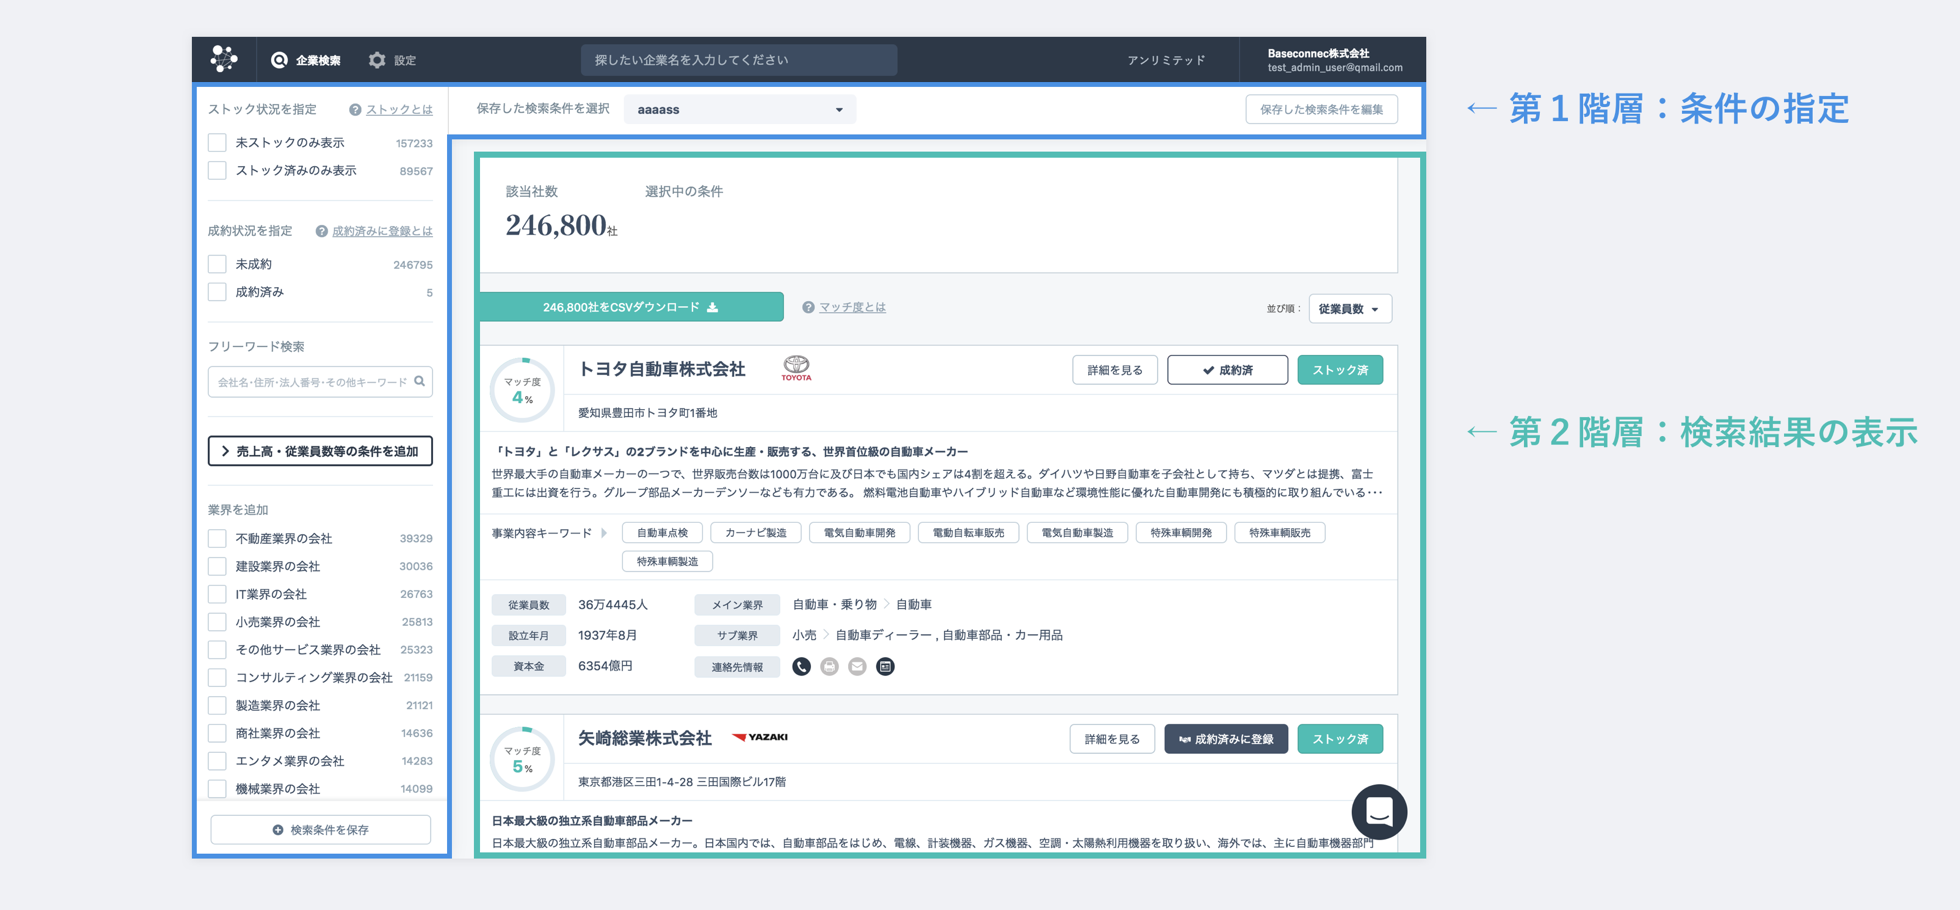 企業検索
設定
探したい企業名を入力してください
アンリミテッド
Baseconnec株式会社
test_admin_user@qmail.com
ストック状況を指定
ストックとは
未ストックのみ表示 157233
ストック済みのみ表示 89567
成約状況を指定
成約済みに登録とは
未成約 246795
成約済み 5
フリーワード検索
会社名・住所・法人番号・その他キーワード
売上高・従業員数等の条件を追加
業界を追加
不動産業界の会社 39329
建設業界の会社 30036
IT業界の会社 26763
小売業界の会社 25813
その他サービス業界の会社 25323
コンサルティング業界の会社 21159
製造業界の会社 21121
商社業界の会社 14636
エンタメ業界の会社 14283
機械業界の会社 14099
検索条件を保存
保存した検索条件を選択
aaaass
保存した検索条件を編集
← 第1階層：条件の指定
該当社数
246,800社
選択中の条件
246,800社をCSVダウンロード
マッチ度とは
並び順：
従業員数
マッチ度
4%
トヨタ自動車株式会社
TOYOTA
詳細を見る
成約済
ストック済
愛知県豊田市トヨタ町1番地
「トヨタ」と「レクサス」の2ブランドを中心に生産・販売する、世界首位級の自動車メーカー
世界最大手の自動車メーカーの一つで、世界販売台数は1000万台に及び日本でも国内シェアは4割を超える。ダイハツや日野自動車を子会社として持ち、マツダとは提携、富士
重工には出資を行う。グループ部品メーカーデンソーなども有力である。 燃料電池自動車やハイブリッド自動車など環境性能に優れた自動車開発にも積極的に取り組んでいる･･･
事業内容キーワード
自動車点検
カーナビ製造
電気自動車開発
電動自転車販売
電気自動車製造
特殊車輌開発
特殊車輌販売
特殊車輌製造
従業員数 36万4445人
メイン業界 自動車・乗り物 〉 自動車
設立年月 1937年8月
サブ業界 小売 〉 自動車ディーラー , 自動車部品・カー用品
資本金 6354億円
連絡先情報
← 第2階層：検索結果の表示
マッチ度
5%
矢崎総業株式会社
YAZAKI
詳細を見る
成約済みに登録
ストック済
東京都港区三田1-4-28 三田国際ビル17階
日本最大級の独立系自動車部品メーカー
日本最大級の独立系自動車部品メーカー。日本国内では、自動車部品をはじめ、電線、計装機器、ガス機器、空調・太陽熱利用機器を取り扱い、海外では、主に自動車機器部門